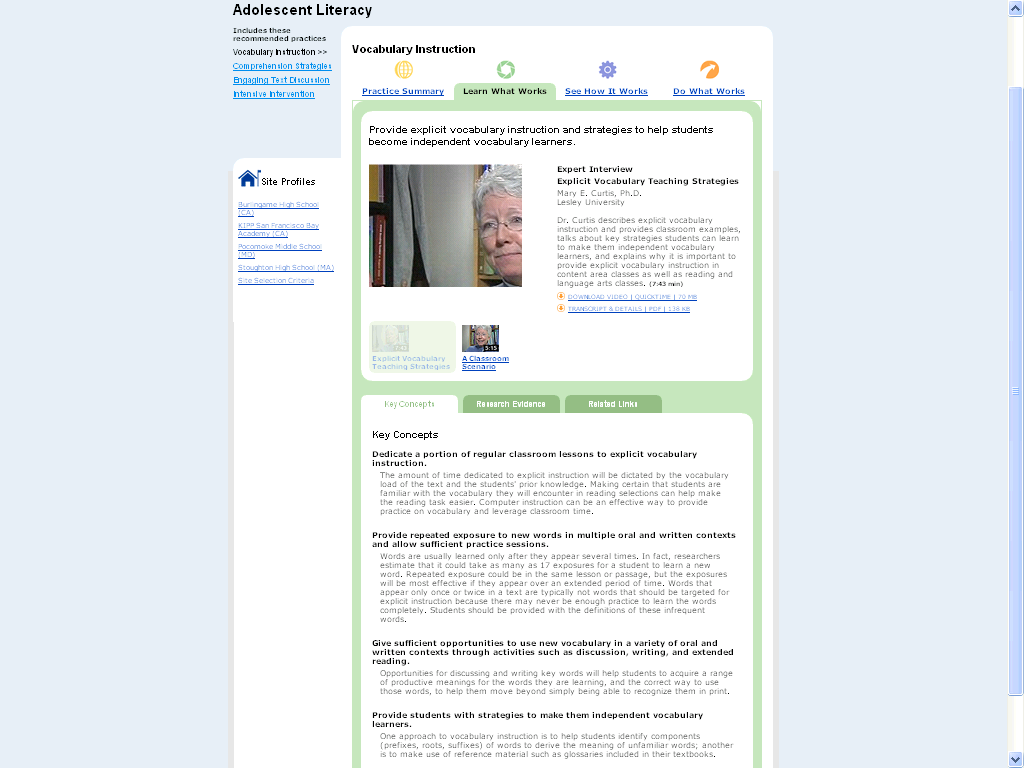 Adolescent Literacy
Includes these
recommended practices
Vocabulary Instruction >>
Comprehension Strategies
Engaging Text Discussion
Intensive Intervention
Site Profiles
Burlingame High School
(CA)
KIPP San Francisco Bay
Academy (CA)
Pocomoke Middle School
(MD)
Stoughton High School (MA)
Site Selection Criteria
Vocabulary Instruction
Practice Summary
Learn What Works
See How It Works
Do What Works
Provide explicit vocabulary instruction and strategies to help students
become independent vocabulary learners.
Expert Interview
Explicit Vocabulary Teaching Strategies
Mary E. Curtis, Ph.D.
Lesley University
Dr. Curtis describes explicit vocabulary
instruction and provides classroom examples,
talks about key strategies students can learn
to make them independent vocabulary
learners, and explains why it is important to
provide explicit vocabulary instruction in
content area classes as well as reading and
language arts classes. (7:43 min)
DOWNLOAD VIDEO | QUICKTIME | 70 MB
TRANSCRIPT & DETAILS | PDF | 138 KB
7:43
Explicit Vocabulary
Teaching Strategies
5:15
A Classroom
Scenario
Key Concepts
Research Evidence
Related Links
Key Concepts
Dedicate a portion of regular classroom lessons to explicit vocabulary
instruction.
The amount of time dedicated to explicit instruction will be dictated by the vocabulary
load of the text and the students' prior knowledge. Making certain that students are
familiar with the vocabulary they will encounter in reading selections can help make
the reading task easier. Computer instruction can be an effective way to provide
practice on vocabulary and leverage classroom time.
Provide repeated exposure to new words in multiple oral and written contexts
and allow sufficient practice sessions.
Words are usually learned only after they appear several times. In fact, researchers
estimate that it could take as many as 17 exposures for a student to learn a new
word. Repeated exposure could be in the same lesson or passage, but the exposures
will be most effective if they appear over an extended period of time. Words that
appear only once or twice in a text are typically not words that should be targeted for
explicit instruction because there may never be enough practice to learn the words
completely. Students should be provided with the definitions of these infrequent
words.
Give sufficient opportunities to use new vocabulary in a variety of oral and
written contexts through activities such as discussion, writing, and extended
reading.
Opportunities for discussing and writing key words will help students to acquire a range
of productive meanings for the words they are learning, and the correct way to use
those words, to help them move beyond simply being able to recognize them in print.
Provide students with strategies to make them independent vocabulary
learners.
One approach to vocabulary instruction is to help students identify components
(prefixes, roots, suffixes) of words to derive the meaning of unfamiliar words; another
is to make use of reference material such as glossaries included in their textbooks.